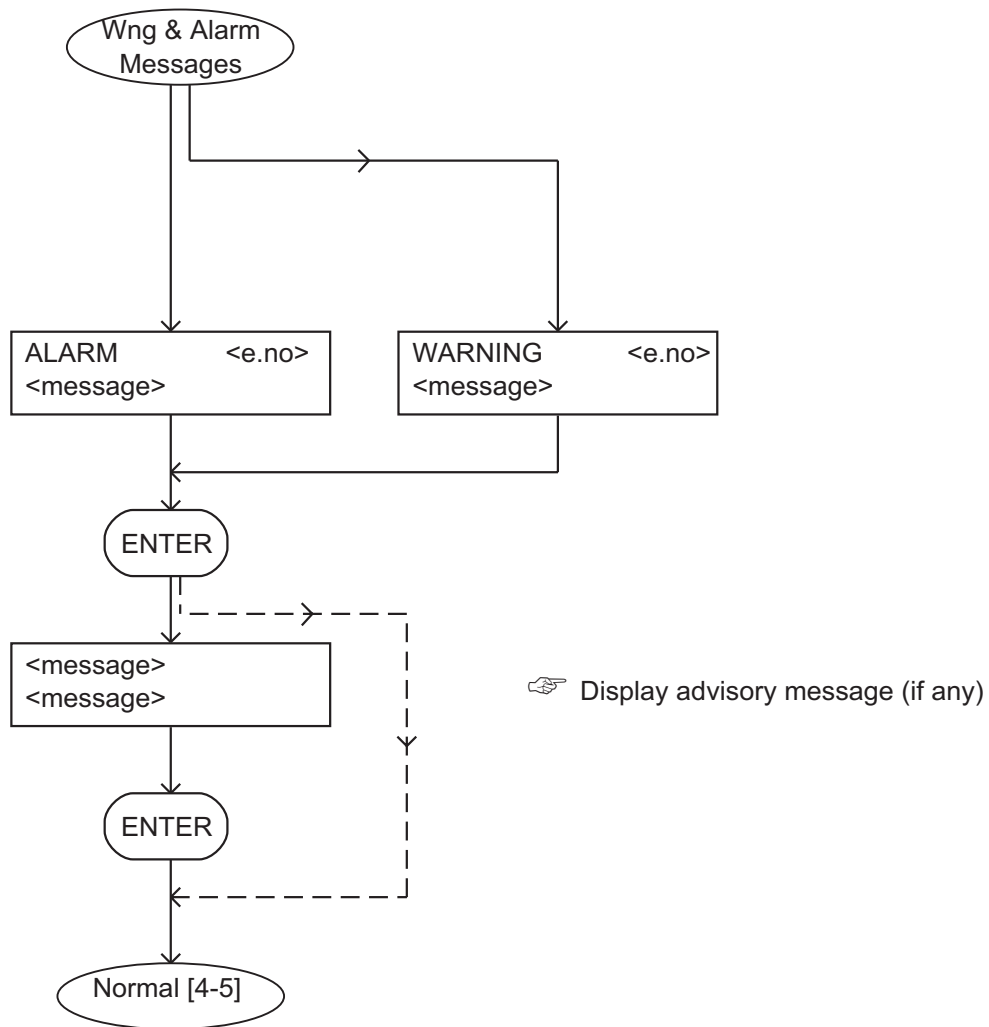 Wng & Alarm
Messages
ALARM <e.no>
<message>
WARNING <e.no>
<message>
ENTER
<message>
<message>
☞ Display advisory message (if any)
ENTER
Normal [4-5]